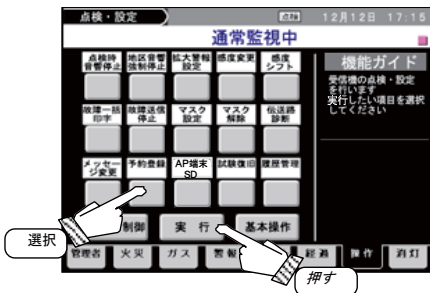 点検・設定
点検
12月12日 17:15
通常監視中
点検時
音響停止
地区音響
強制停止
拡大警報
設定
感度変更
感度
シフト
機能ガイド
受信機の点検・設定
を行います
実行したい項目を選択
してください
故障一括
印字
故障送信
停止
マスク
設定
マスク
解除
伝送路
診断
メッセー
ジ変更
予約登録
AP端末
SD
試験復旧
履歴管理
選択
制御
実 行
基本操作
管理者
火災
ガス
警報
経過
操作
消灯
押す